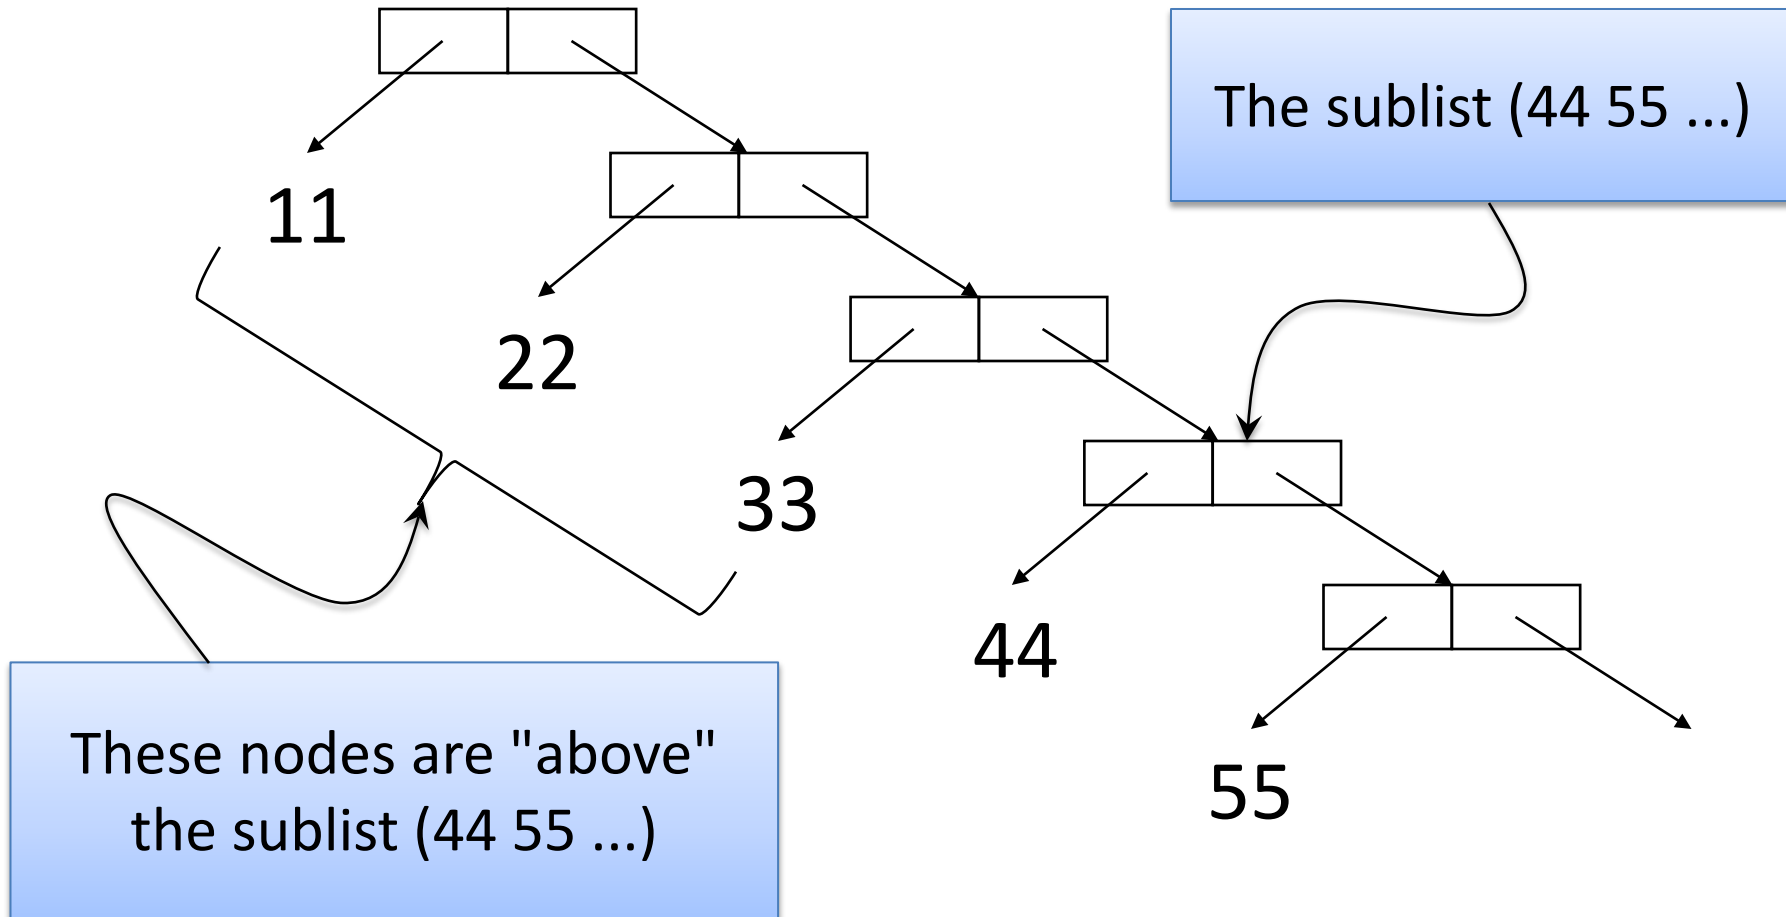 The sublist (44 55 ...)
11
22
33
44
55
These nodes are "above"
the sublist (44 55 ...)